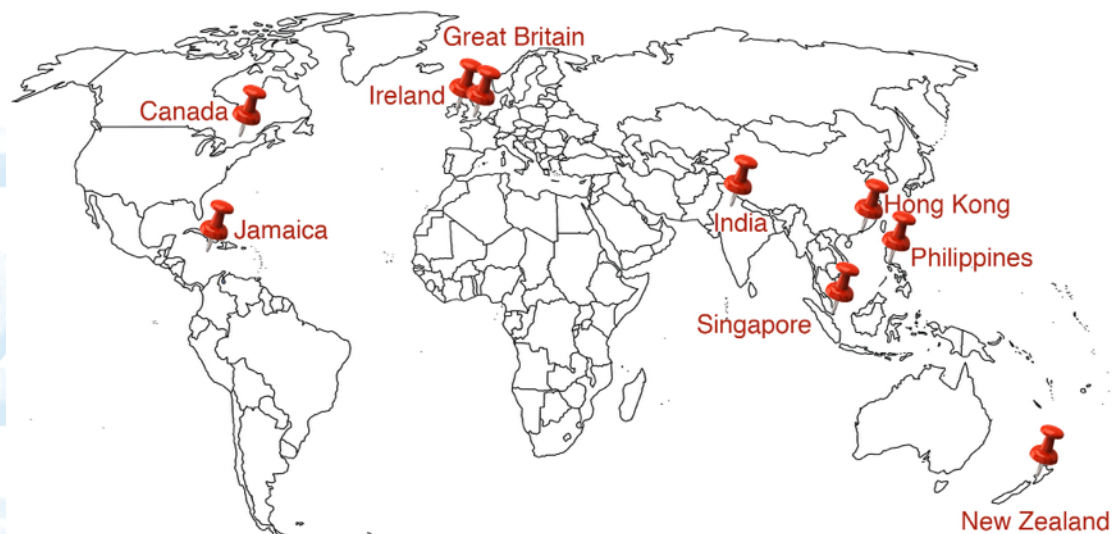 Great Britain
Ireland
Canada
Hong Kong
India
Jamaica
Philippines
Singapore
New Zealand